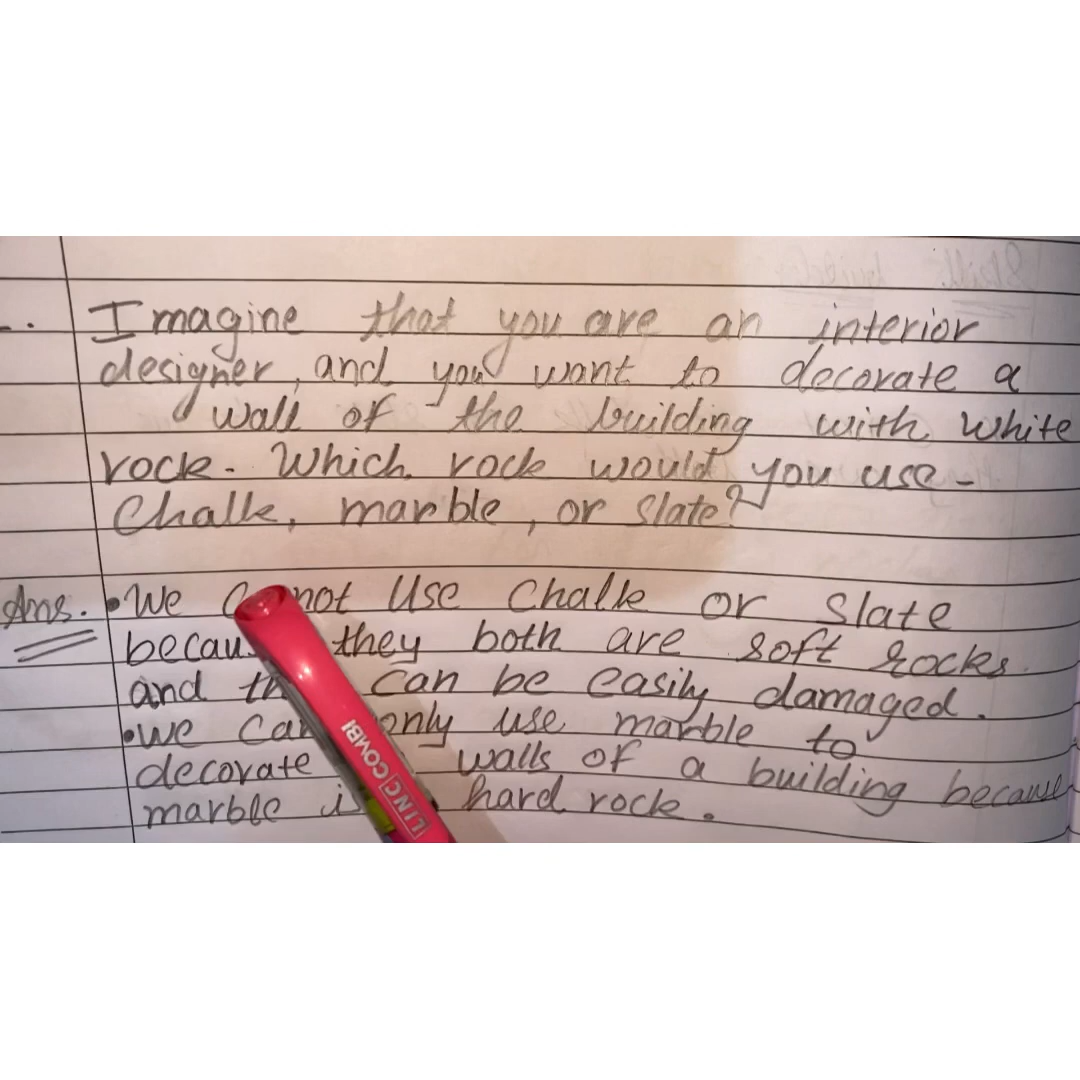 Imagine that you are an interior
designer, and you want to decorate a
wall of the building with white
rock. Which rock would you use -
Chalk, marble, or Slate?
Ans. • We not Use Chalk or Slate
they both are soft rocks
and can be easily damaged.
• we only use marble to
decorate walls of a building because
marble hard rock.
LINC COMBI